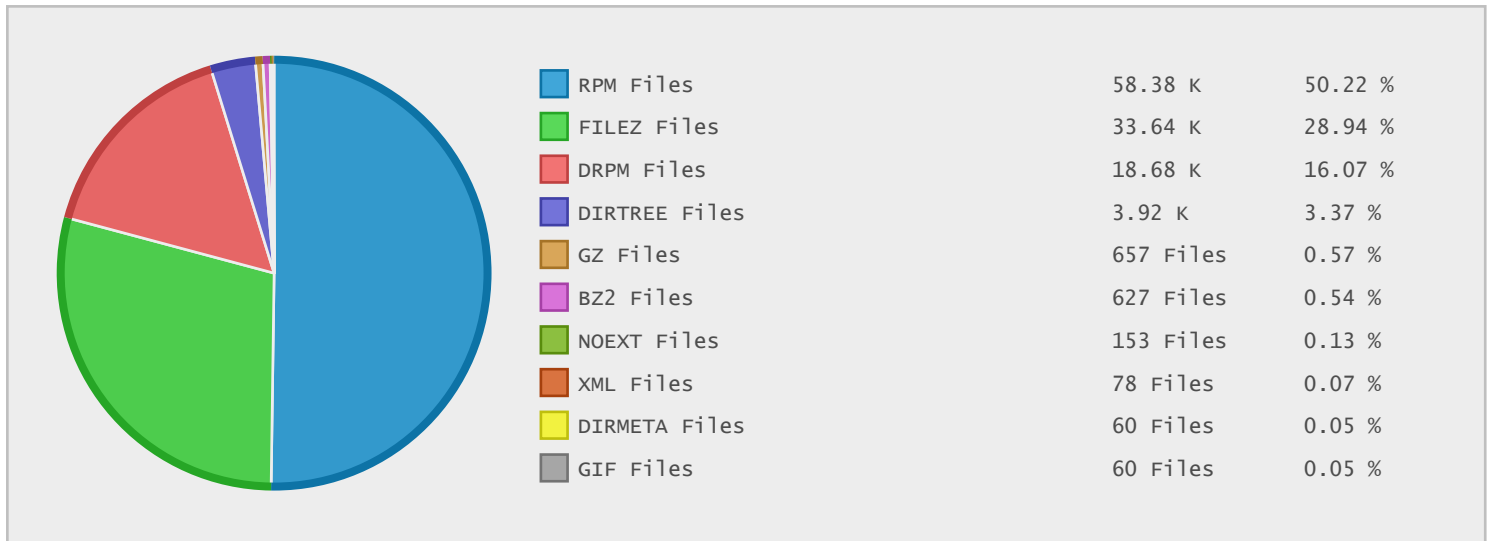 RPM Files 58.38 K 50.22 %
FILEZ Files 33.64 K 28.94 %
DRPM Files 18.68 K 16.07 %
DIRTREE Files 3.92 K 3.37 %
GZ Files 657 Files 0.57 %
BZ2 Files 627 Files 0.54 %
NOEXT Files 153 Files 0.13 %
XML Files 78 Files 0.07 %
DIRMETA Files 60 Files 0.05 %
GIF Files 60 Files 0.05 %